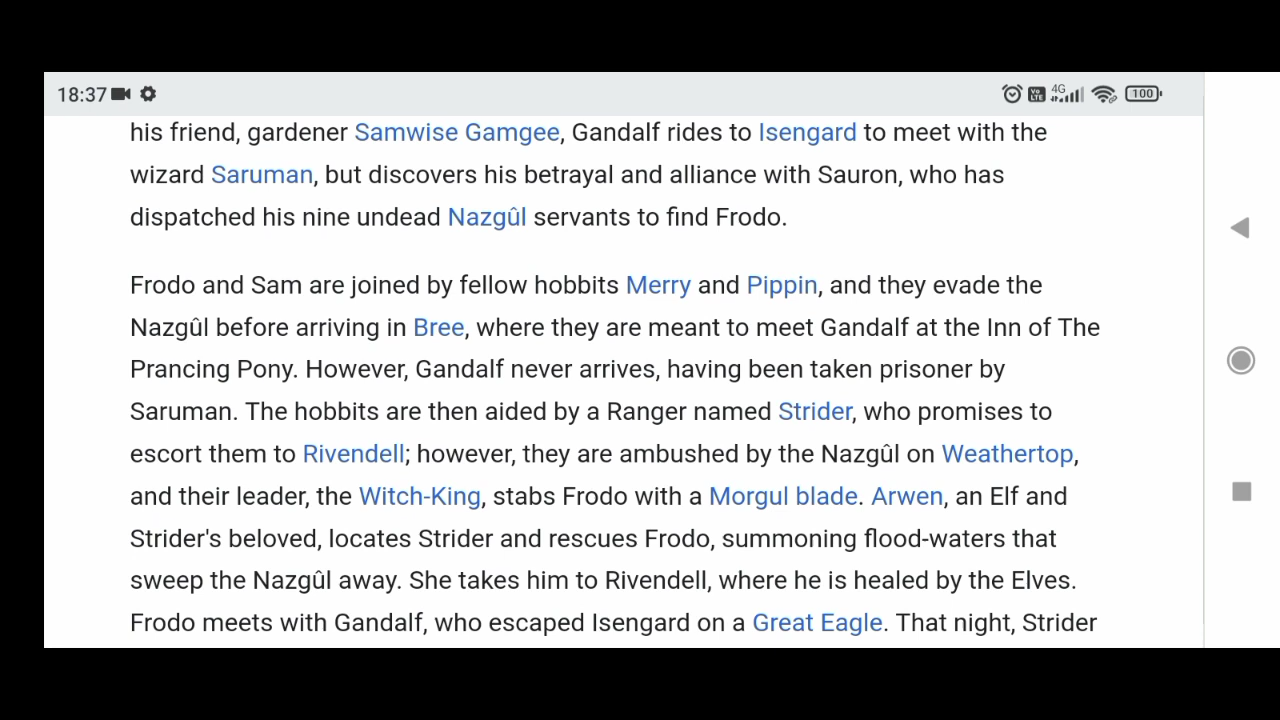 18:37 Vo LTE 4G 100
his friend, gardener Samwise Gamgee, Gandalf rides to Isengard to meet with the
wizard Saruman, but discovers his betrayal and alliance with Sauron, who has
dispatched his nine undead Nazgûl servants to find Frodo.
Frodo and Sam are joined by fellow hobbits Merry and Pippin, and they evade the
Nazgûl before arriving in Bree, where they are meant to meet Gandalf at the Inn of The
Prancing Pony. However, Gandalf never arrives, having been taken prisoner by
Saruman. The hobbits are then aided by a Ranger named Strider, who promises to
escort them to Rivendell; however, they are ambushed by the Nazgûl on Weathertop,
and their leader, the Witch-King, stabs Frodo with a Morgul blade. Arwen, an Elf and
Strider's beloved, locates Strider and rescues Frodo, summoning flood-waters that
sweep the Nazgûl away. She takes him to Rivendell, where he is healed by the Elves.
Frodo meets with Gandalf, who escaped Isengard on a Great Eagle. That night, Strider